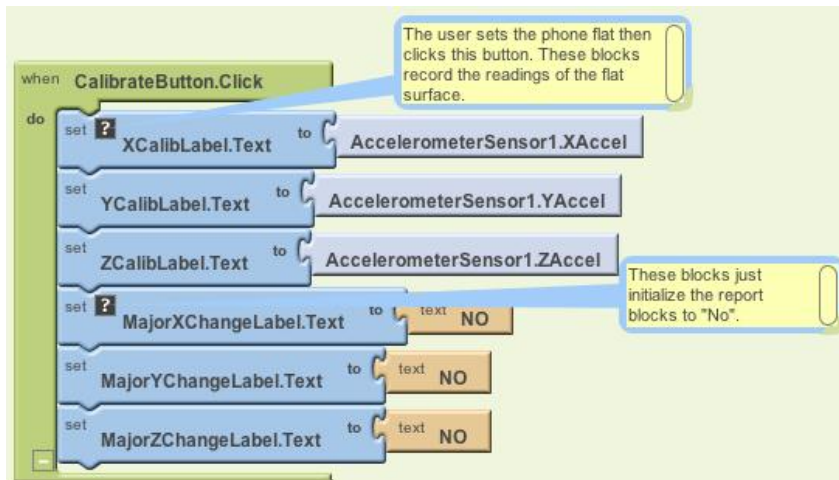 The user sets the phone flat then
clicks this button. These blocks
record the readings of the flat
surface.
when CalibrateButton.Click
do
set ? XCalibLabel.Text to AccelerometerSensor1.XAccel
set YCalibLabel.Text to AccelerometerSensor1.YAccel
set ZCalibLabel.Text to AccelerometerSensor1.ZAccel
These blocks just
initialize the report
blocks to "No".
set ? MajorXChangeLabel.Text to text NO
set MajorYChangeLabel.Text to text NO
set MajorZChangeLabel.Text to text NO